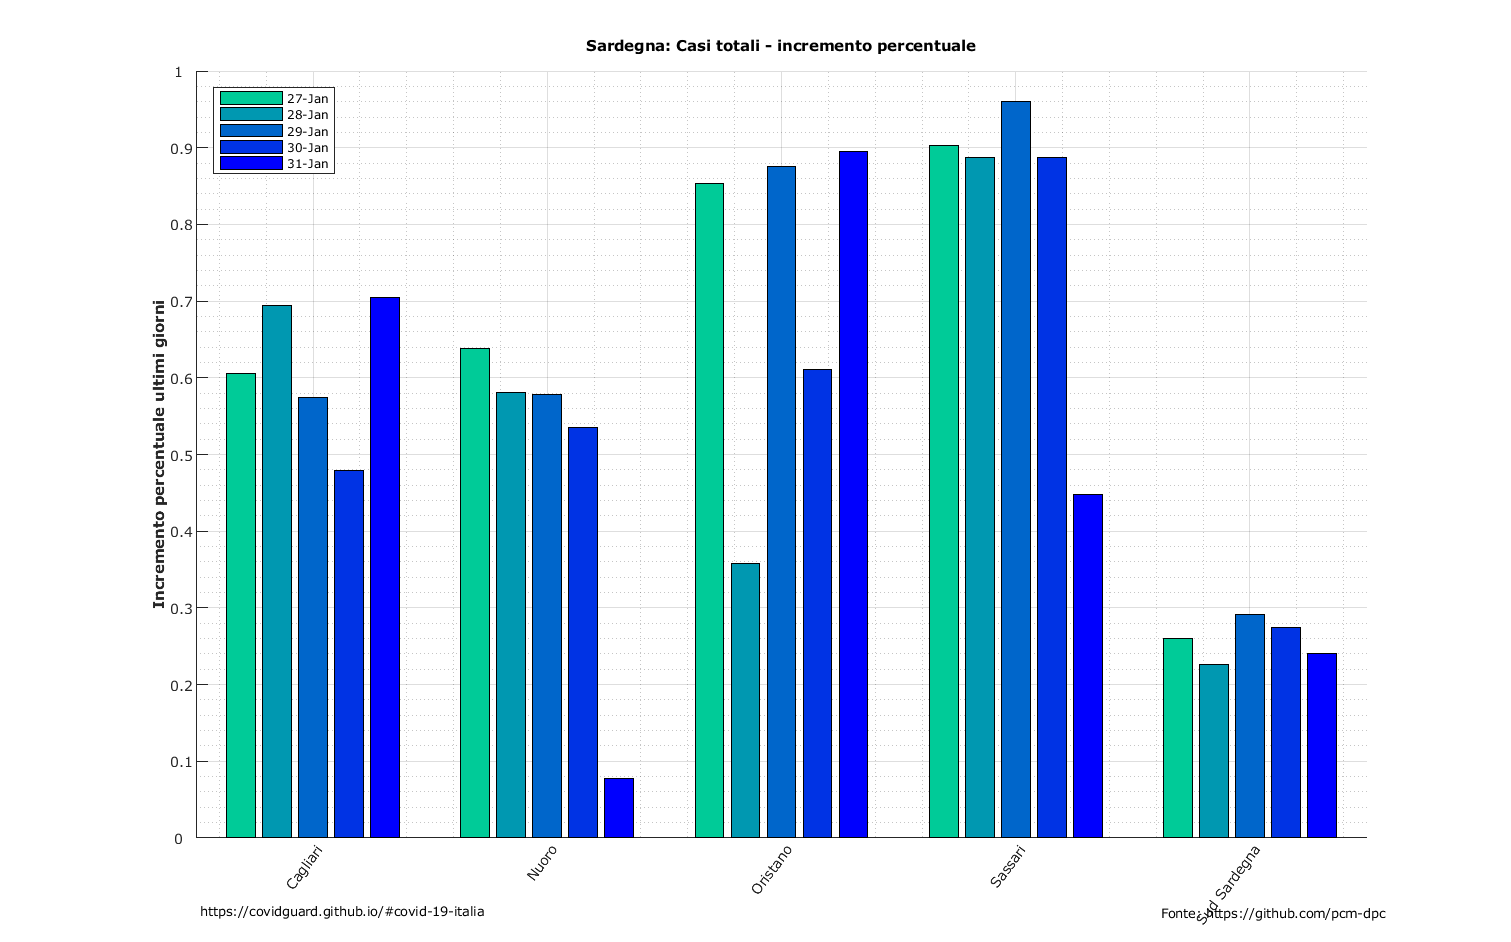 Sardegna: Casi totali - incremento percentuale
27-Jan
28-Jan
29-Jan
30-Jan
31-Jan
Incremento percentuale ultimi giorni
1
0.9
0.8
0.7
0.6
0.5
0.4
0.3
0.2
0.1
0
Cagliari
Nuoro
Oristano
Sassari
Sud Sardegna
https://covidguard.github.io/#covid-19-italia
Fonte: https://github.com/pcm-dpc